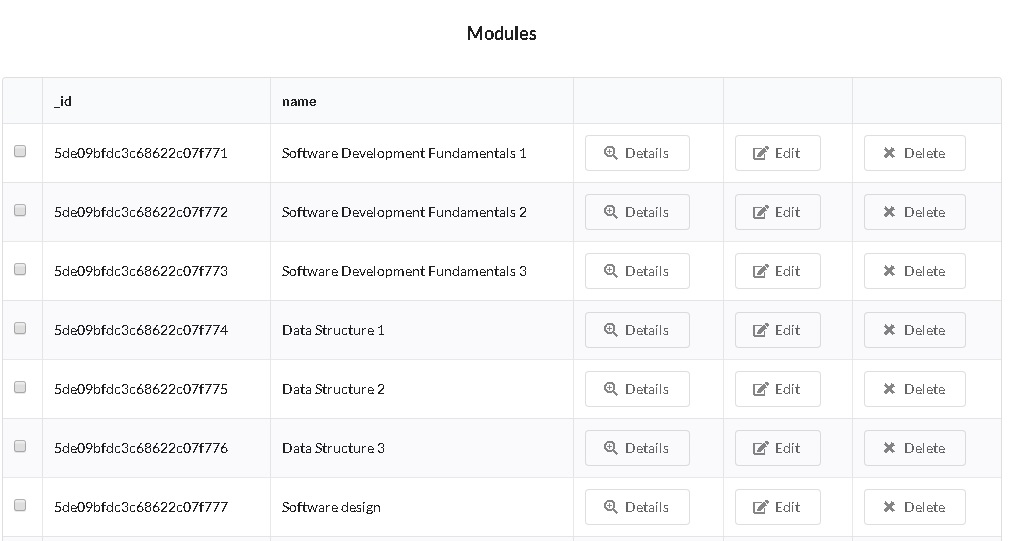 Modules
_id name
5de09bfdc3c68622c07f771 Software Development Fundamentals 1 Details Edit Delete
5de09bfdc3c68622c07f772 Software Development Fundamentals 2 Details Edit Delete
5de09bfdc3c68622c07f773 Software Development Fundamentals 3 Details Edit Delete
5de09bfdc3c68622c07f774 Data Structure 1 Details Edit Delete
5de09bfdc3c68622c07f775 Data Structure 2 Details Edit Delete
5de09bfdc3c68622c07f776 Data Structure 3 Details Edit Delete
5de09bfdc3c68622c07f777 Software design Details Edit Delete